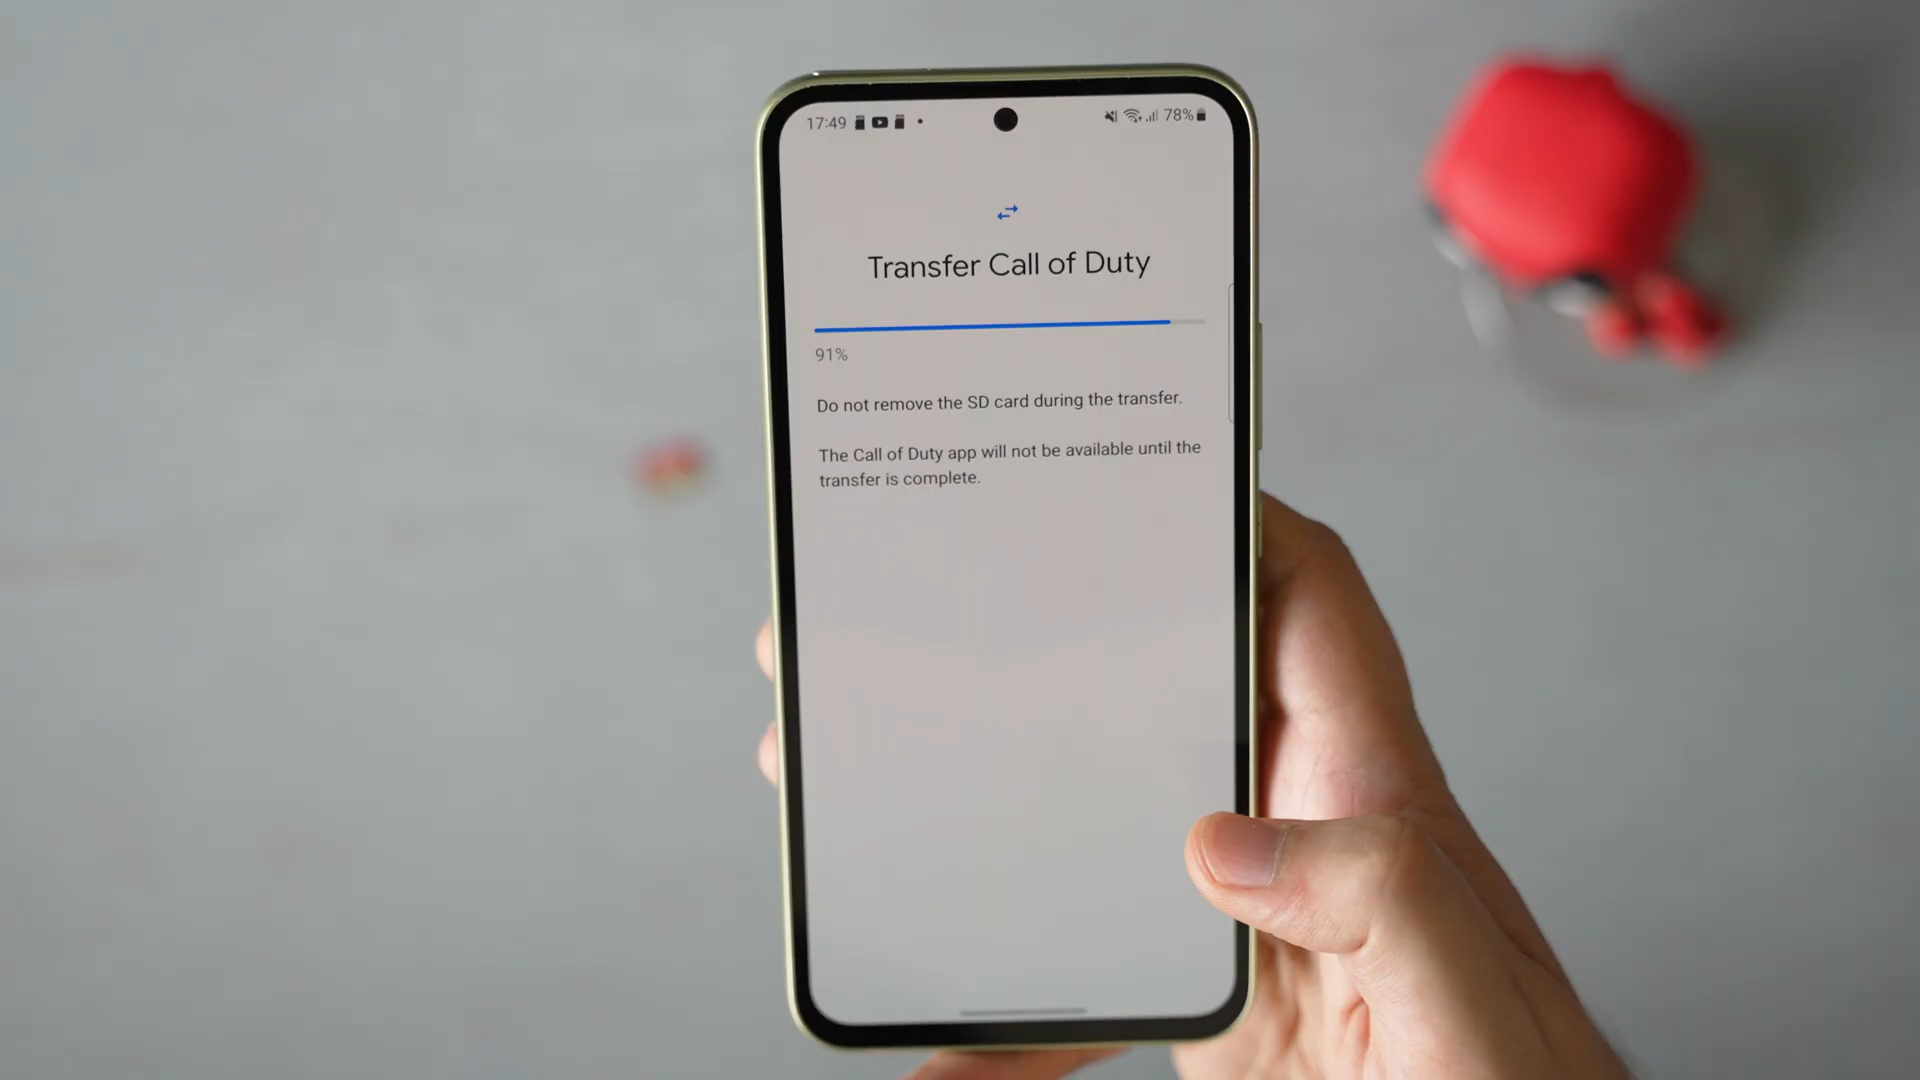 17:49 78%
Transfer Call of Duty
91%
Do not remove the SD card during the transfer.
The Call of Duty app will not be available until the
transfer is complete.